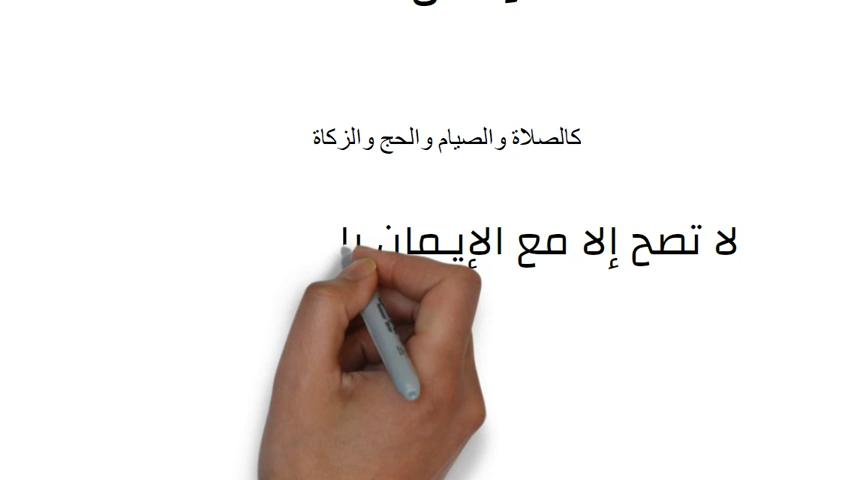 كالصلاة والصيام والحج والزكاة
لا تصح إلا مع الإيمان